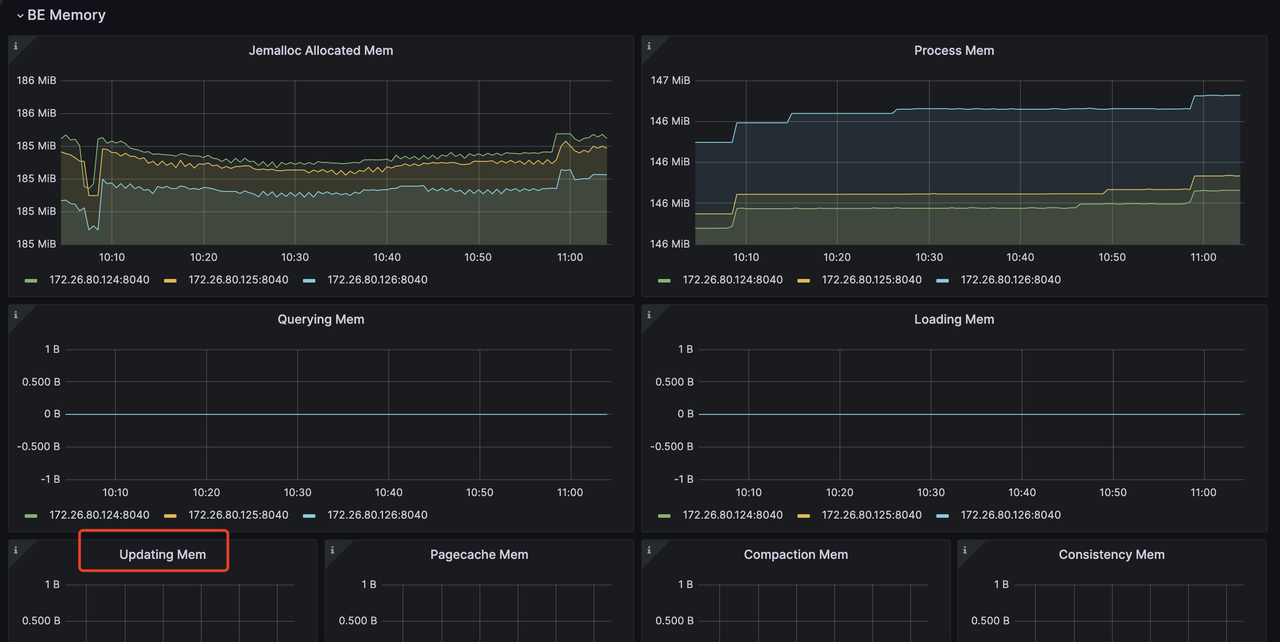 BE Memory
Jemalloc Allocated Mem
186 MiB
186 MiB
185 MiB
185 MiB
185 MiB
185 MiB
10:10 10:20 10:30 10:40 10:50 11:00
172.26.80.124:8040 172.26.80.125:8040 172.26.80.126:8040
Process Mem
147 MiB
146 MiB
146 MiB
146 MiB
146 MiB
10:10 10:20 10:30 10:40 10:50 11:00
172.26.80.124:8040 172.26.80.125:8040 172.26.80.126:8040
Querying Mem
1 B
0.500 B
0 B
-0.500 B
-1 B
10:10 10:20 10:30 10:40 10:50 11:00
172.26.80.124:8040 172.26.80.125:8040 172.26.80.126:8040
Loading Mem
1 B
0.500 B
0 B
-0.500 B
-1 B
10:10 10:20 10:30 10:40 10:50 11:00
172.26.80.124:8040 172.26.80.125:8040 172.26.80.126:8040
Updating Mem
1 B
0.500 B
Pagecache Mem
1 B
0.500 B
Compaction Mem
1 B
0.500 B
Consistency Mem
1 B
0.500 B